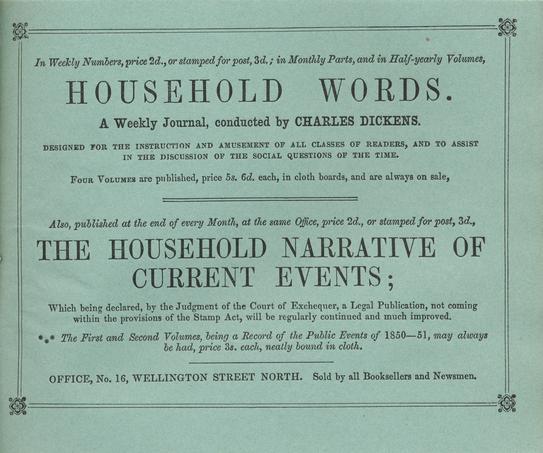 In Weekly Numbers, price 2d., or stamped for post, 3d.; in Monthly Parts, and in Half-yearly Volumes,
HOUSEHOLD WORDS.
A Weekly Journal, conducted by CHARLES DICKENS.
DESIGNED FOR THE INSTRUCTION AND AMUSEMENT OF ALL CLASSES OF READERS, AND TO ASSIST
IN THE DISCUSSION OF THE SOCIAL QUESTIONS OF THE TIME.
FOUR VOLUMES are published, price 5s. 6d. each, in cloth boards, and are always on sale,
Also, published at the end of every Month, at the same Office, price 2d., or stamped for post, 3d.,
THE HOUSEHOLD NARRATIVE OF
CURRENT EVENTS;
Which being declared, by the Judgment of the Court of Exchequer, a Legal Publication, not coming
within the provisions of the Stamp Act, will be regularly continued and much improved.
*⁎* The First and Second Volumes, being a Record of the Public Events of 1850—51, may always
be had, price 3s. each, neatly bound in cloth.
OFFICE, No. 16, WELLINGTON STREET NORTH. Sold by all Booksellers and Newsmen.